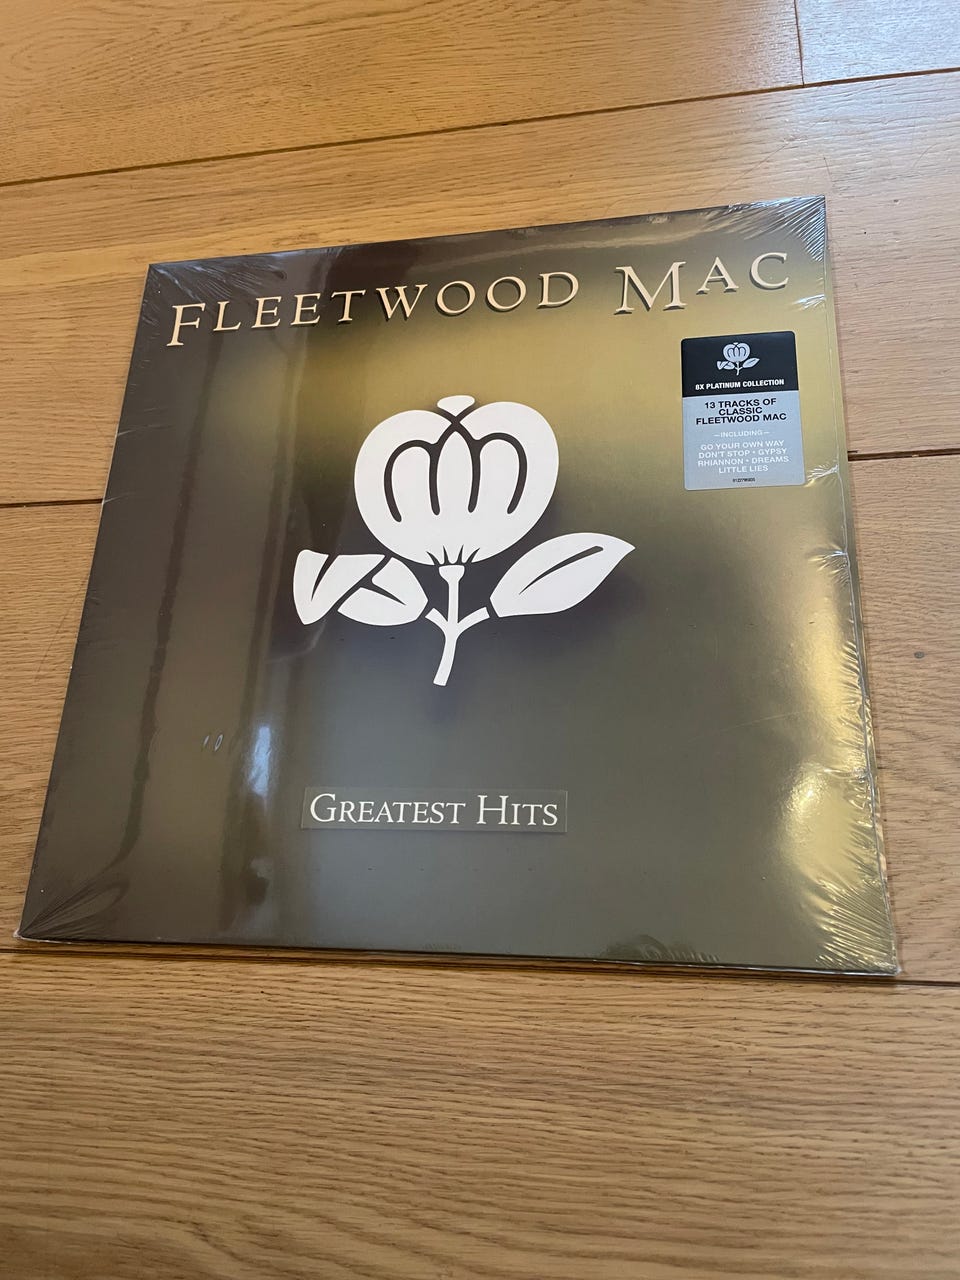 FLEETWOOD MAC
8X PLATINUM COLLECTION
13 TRACKS OF
CLASSIC
FLEETWOOD MAC
—INCLUDING—
GO YOUR OWN WAY
DON'T STOP • GYPSY
RHIANNON • DREAMS
LITTLE LIES
GREATEST HITS